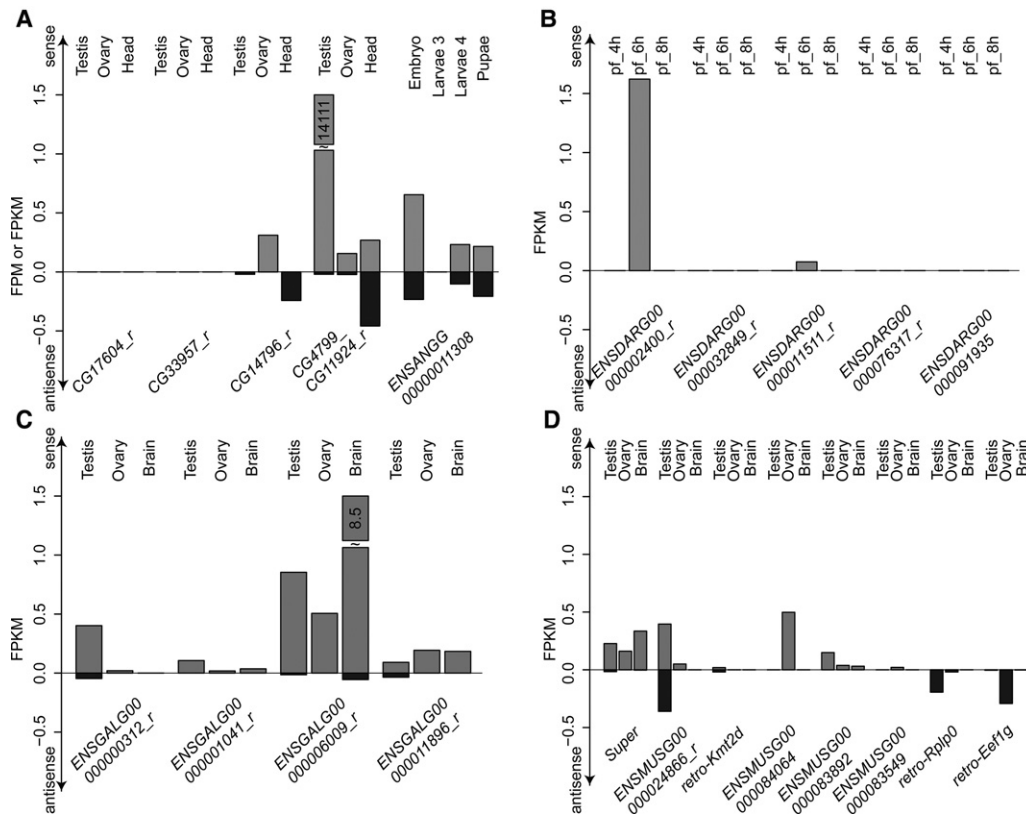 A
sense
antisense
FPM or FPKM
1.5
1.0
0.5
0.0
−0.5
Testis
Ovary
Head
Testis
Ovary
Head
Testis
Ovary
Head
Testis
Ovary
Head
Embryo
Larvae 3
Larvae 4
Pupae
~14111
CG17604_r
CG33957_r
CG14796_r
CG4799_
CG11924_r
ENSANGG
00000011308
B
sense
antisense
FPKM
1.5
1.0
0.5
0.0
−0.5
pf_4h
pf_6h
pf_8h
pf_4h
pf_6h
pf_8h
pf_4h
pf_6h
pf_8h
pf_4h
pf_6h
pf_8h
pf_4h
pf_6h
pf_8h
ENSDARG00
000002400_r
ENSDARG00
000032849_r
ENSDARG00
000011511_r
ENSDARG00
000076317_r
ENSDARG00
000091935
C
sense
antisense
FPKM
1.5
1.0
0.5
0.0
−0.5
Testis
Ovary
Brain
Testis
Ovary
Brain
Testis
Ovary
Brain
Testis
Ovary
Brain
~ 8.5
ENSGALG00
000000312_r
ENSGALG00
000001041_r
ENSGALG00
000006009_r
ENSGALG00
000011896_r
D
sense
antisense
FPKM
1.5
1.0
0.5
0.0
−0.5
Testis
Ovary
Brain
Testis
Ovary
Brain
Testis
Ovary
Brain
Testis
Ovary
Brain
Testis
Ovary
Brain
Testis
Ovary
Brain
Testis
Ovary
Brain
Testis
Ovary
Brain
Super
ENSMUSG00
000024866_r
retro-Kmt2d
ENSMUSG00
000084064
ENSMUSG00
000083892
ENSMUSG00
000083549
retro-Rplp0
retro-Eef1g